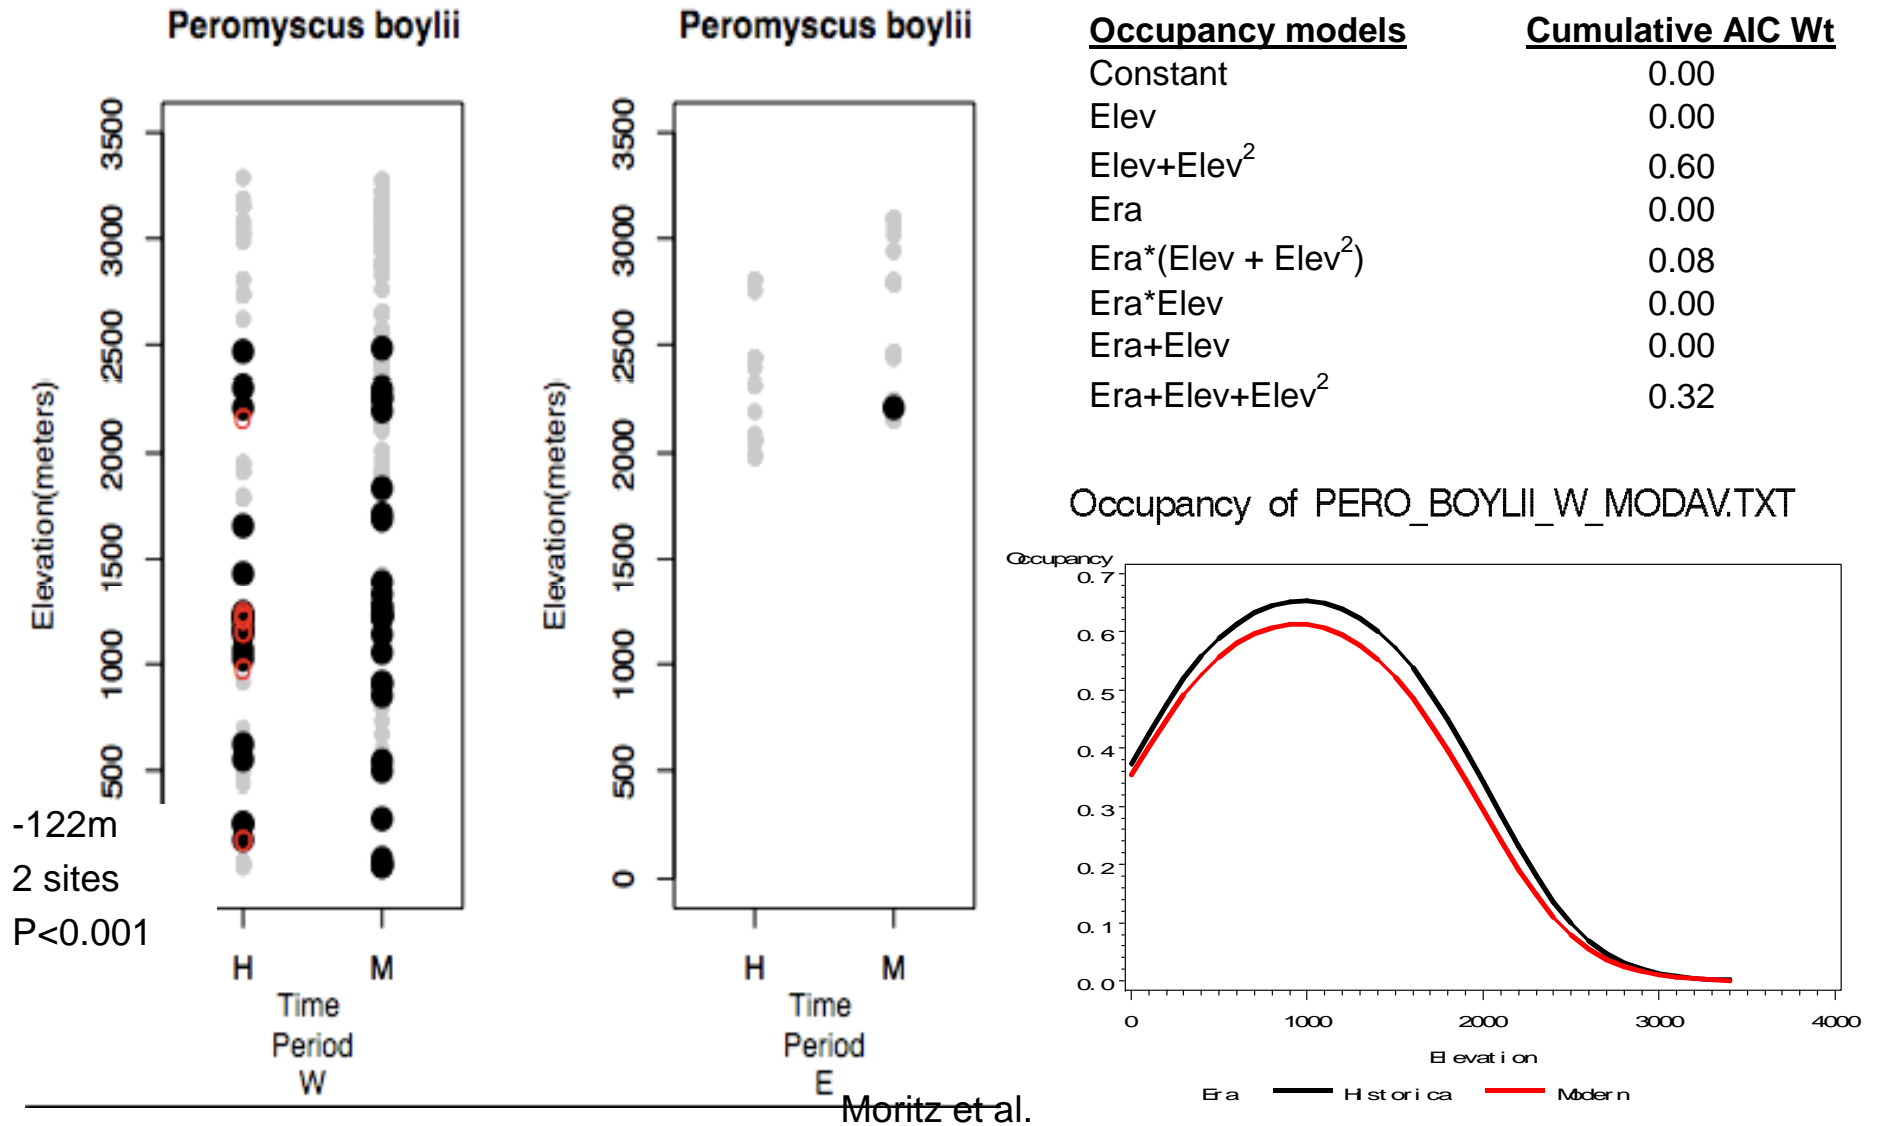 Peromyscus boylii
3500
3000
2500
2000
1500
1000
500
Elevation(meters)
-122m
2 sites
P<0.001
H M
Time
Period
W
Peromyscus boylii
3500
3000
2500
2000
1500
1000
500
0
Elevation(meters)
H M
Time
Period
E
Moritz et al.
Occupancy models Cumulative AIC Wt
Constant 0.00
Elev 0.00
Elev+Elev² 0.60
Era 0.00
Era*(Elev + Elev²) 0.08
Era*Elev 0.00
Era+Elev 0.00
Era+Elev+Elev² 0.32
Occupancy of PERO_BOYLII_W_MODAV.TXT
Occupancy
0.7
0.6
0.5
0.4
0.3
0.2
0.1
0.0
0 1000 2000 3000 4000
Elevation
Era Historica Modern